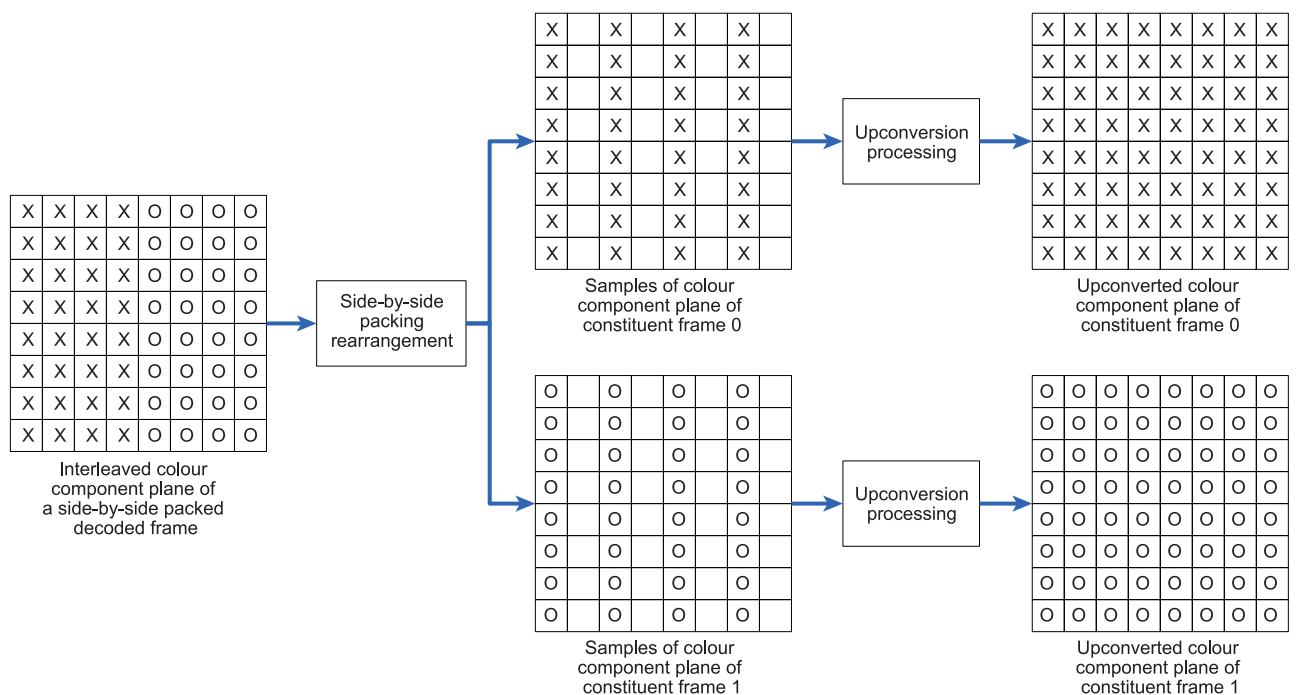 X X X X O O O O
X X X X O O O O
X X X X O O O O
X X X X O O O O
X X X X O O O O
X X X X O O O O
X X X X O O O O
X X X X O O O O
Interleaved colour
component plane of
a side-by-side packed
decoded frame
Side-by-side
packing
rearrangement
X X X X
X X X X
X X X X
X X X X
X X X X
X X X X
X X X X
X X X X
Samples of colour
component plane of
constituent frame 0
Upconversion
processing
X X X X X X X X
X X X X X X X X
X X X X X X X X
X X X X X X X X
X X X X X X X X
X X X X X X X X
X X X X X X X X
X X X X X X X X
Upconverted colour
component plane of
constituent frame 0
O O O O
O O O O
O O O O
O O O O
O O O O
O O O O
O O O O
O O O O
Samples of colour
component plane of
constituent frame 1
Upconversion
processing
O O O O O O O O
O O O O O O O O
O O O O O O O O
O O O O O O O O
O O O O O O O O
O O O O O O O O
O O O O O O O O
O O O O O O O O
Upconverted colour
component plane of
constituent frame 1